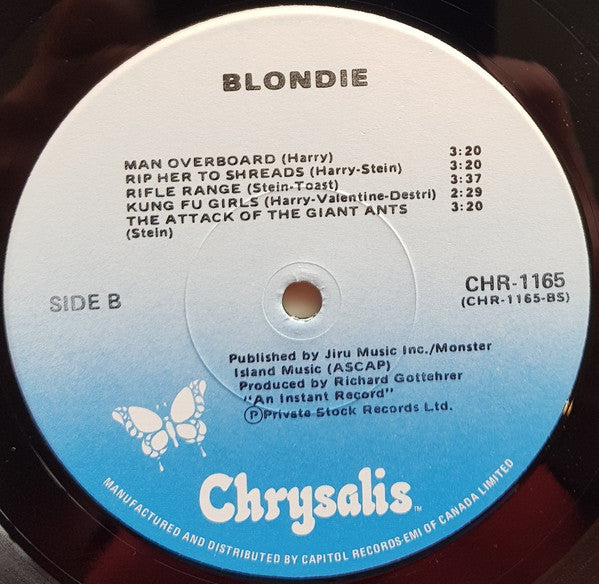 BLONDIE
MAN OVERBOARD (Harry) 3:20
RIP HER TO SHREADS (Harry-Stein) 3:20
RIFLE RANGE (Stein-Toast) 3:37
KUNG FU GIRLS (Harry-Valentine-Destri) 2:29
THE ATTACK OF THE GIANT ANTS 3:20
(Stein)
SIDE B
CHR-1165
(CHR-1165-BS)
Published by Jiru Music Inc./Monster
Island Music (ASCAP)
Produced by Richard Gottehrer
"An Instant Record"
Ⓟ Private Stock Records Ltd.
Chrysalis™
MANUFACTURED AND DISTRIBUTED BY CAPITOL RECORDS-EMI OF CANADA LIMITED